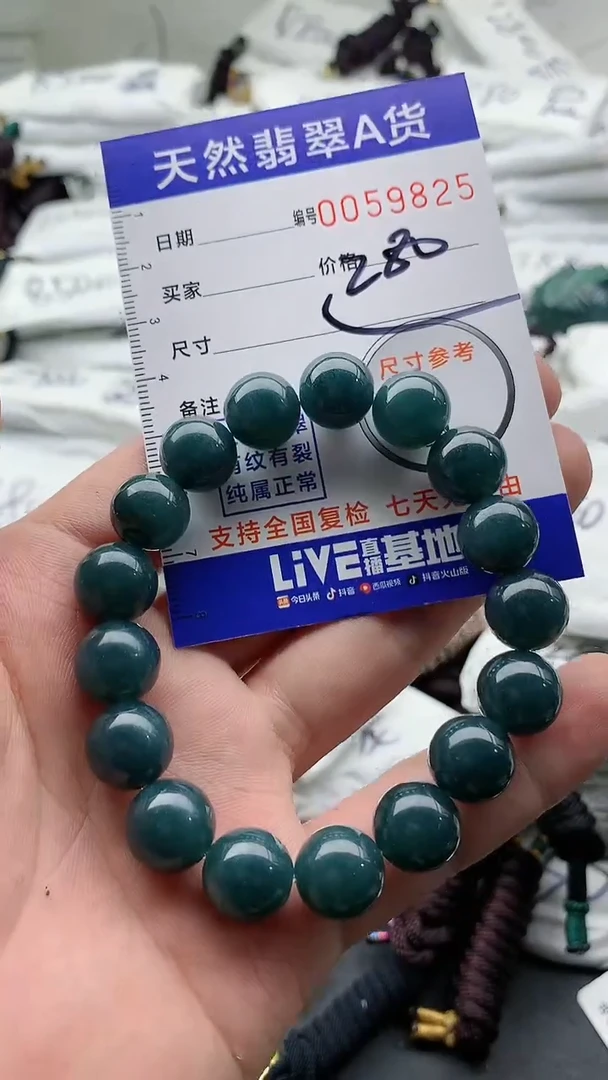 天然翡翠A货
编号0059825
日期
价格 280
买家
尺寸
尺寸参考
备注
有纹有裂
纯属正常
支持全国复检 七天无 由
LiVE直播基地
今日头条 抖音 西瓜视频 抖音火山版